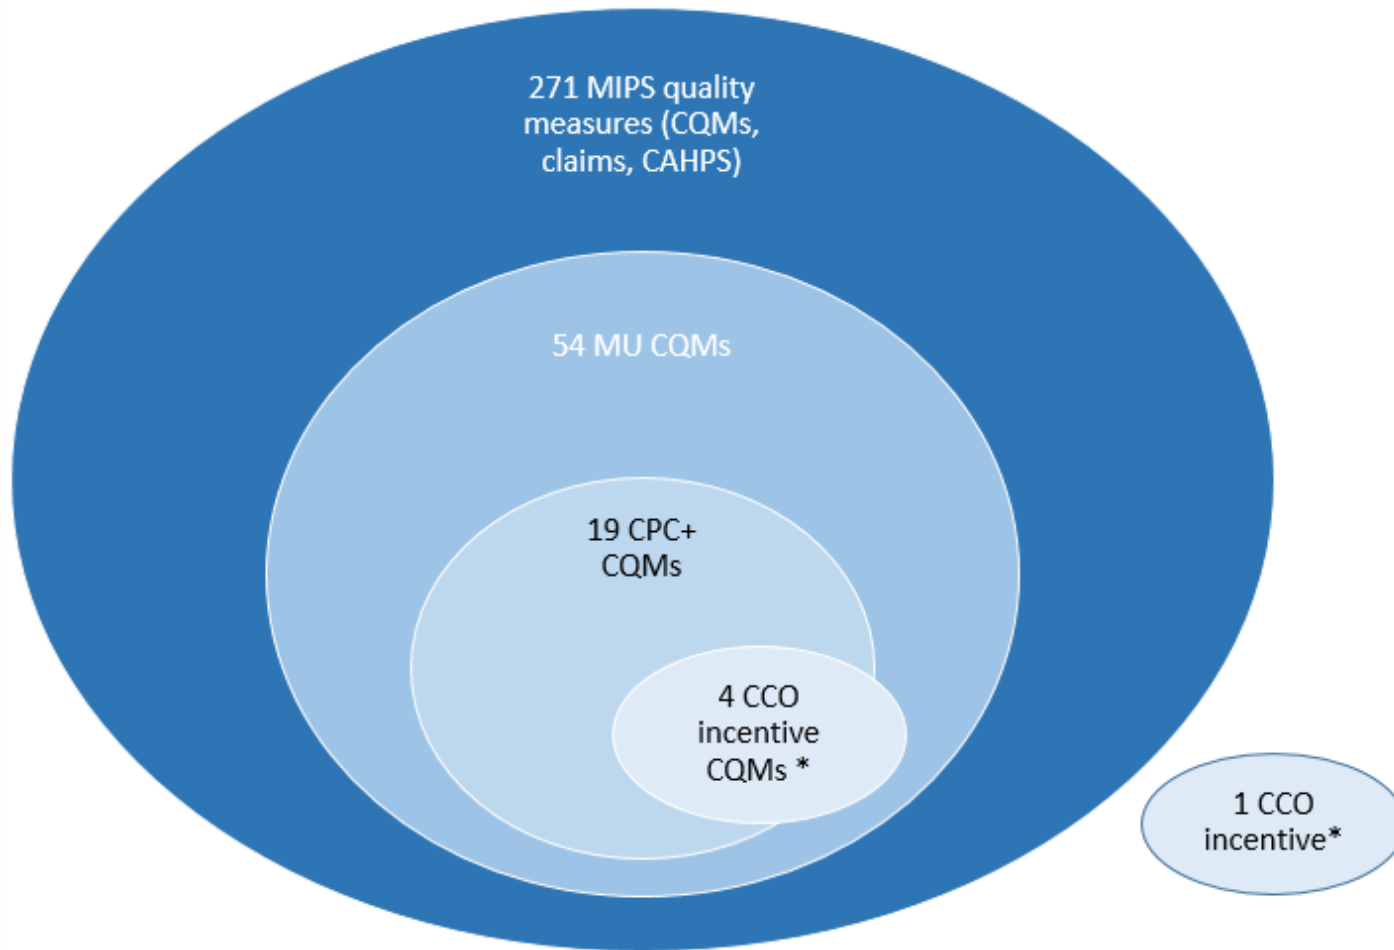 271 MIPS quality
measures (CQMs,
claims, CAHPS)
54 MU CQMs
19 CPC+
CQMs
4 CCO
incentive
CQMs *
1 CCO
incentive*